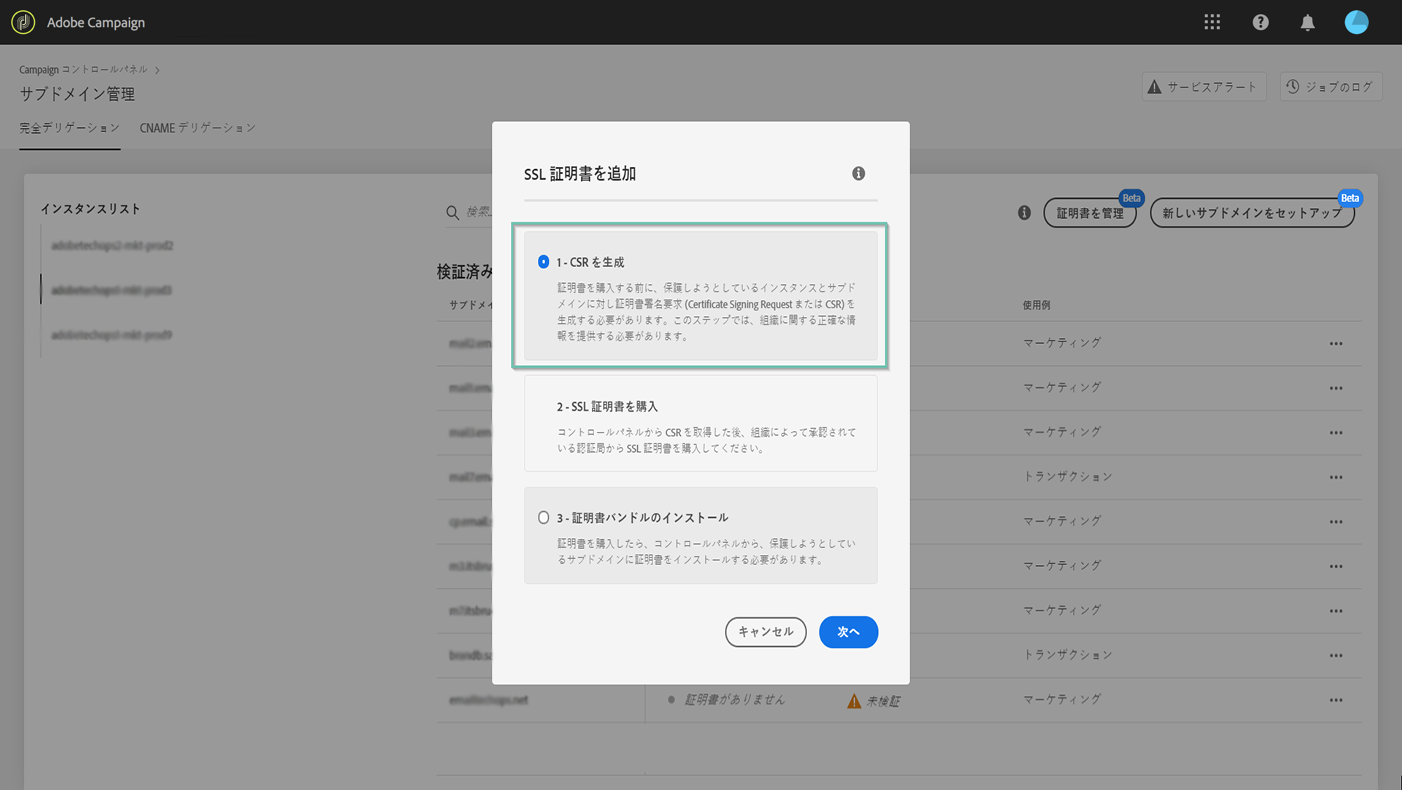 Adobe Campaign
Campaign コントロールパネル
サブドメイン管理
サービスアラート
ジョブのログ
完全デリゲーション
CNAME デリゲーション
インスタンスリスト
検索
証明書を管理
Beta
新しいサブドメインをセットアップ
Beta
検証済み
サブドメイ
使用例
マーケティング
マーケティング
マーケティング
トランザクション
マーケティング
マーケティング
マーケティング
トランザクション
証明書がありません
未検証
マーケティング
SSL 証明書を追加
1 - CSR を生成
証明書を購入する前に、保護しようとしているインスタンスとサブド
メインに対し証明書署名要求 (Certificate Signing Request または CSR) を
生成する必要があります。このステップでは、組織に関する正確な情
報を提供する必要があります。
2 - SSL 証明書を購入
コントロールパネルから CSR を取得した後、組織によって承認されて
いる認証局から SSL 証明書を購入してください。
3 - 証明書バンドルのインストール
証明書を購入したら、コントロールパネルから、保護しようとしてい
るサブドメインに証明書をインストールする必要があります。
キャンセル
次へ